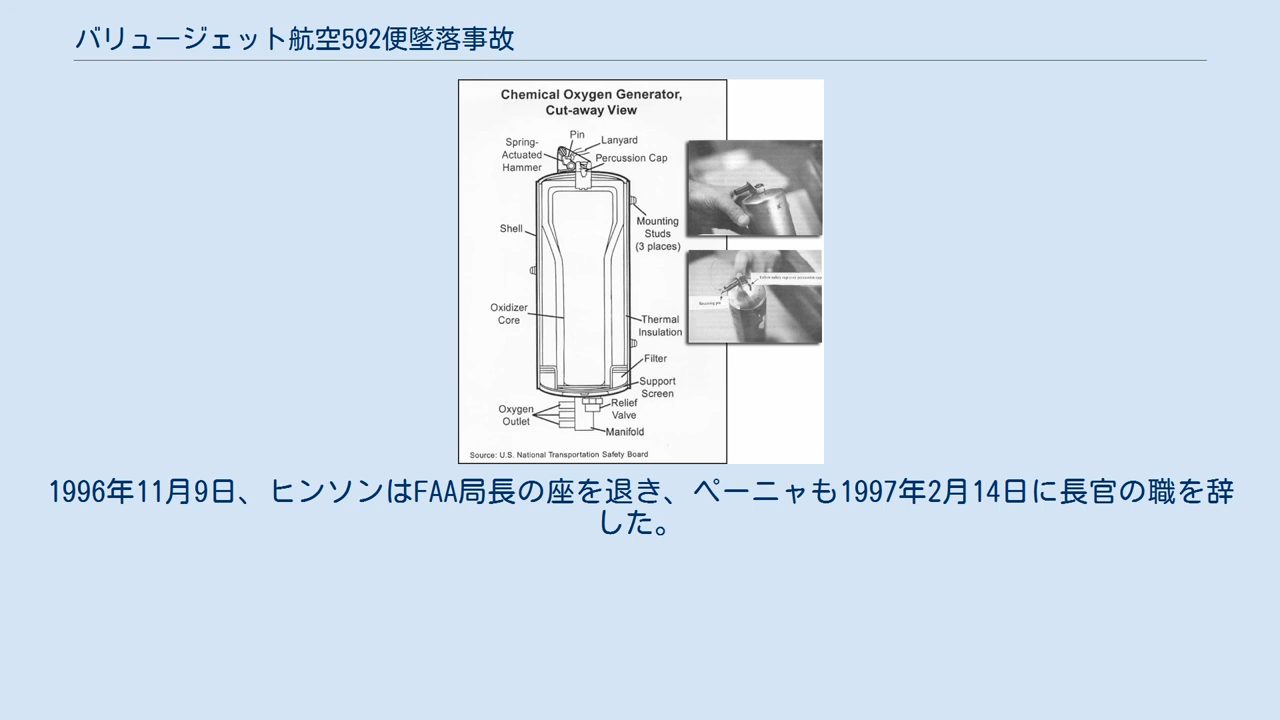 バリュージェット航空592便墜落事故
Chemical Oxygen Generator,
Cut-away View
Pin
Lanyard
Spring-
Actuated
Hammer
Percussion Cap
Shell
Mounting
Studs
(3 places)
Oxidizer
Core
Thermal
Insulation
Filter
Support
Screen
Oxygen
Outlet
Relief
Valve
Manifold
Source: U.S. National Transportation Safety Board
1996年11月9日、ヒンソンはFAA局長の座を退き、ペーニャも1997年2月14日に長官の職を辞
した。